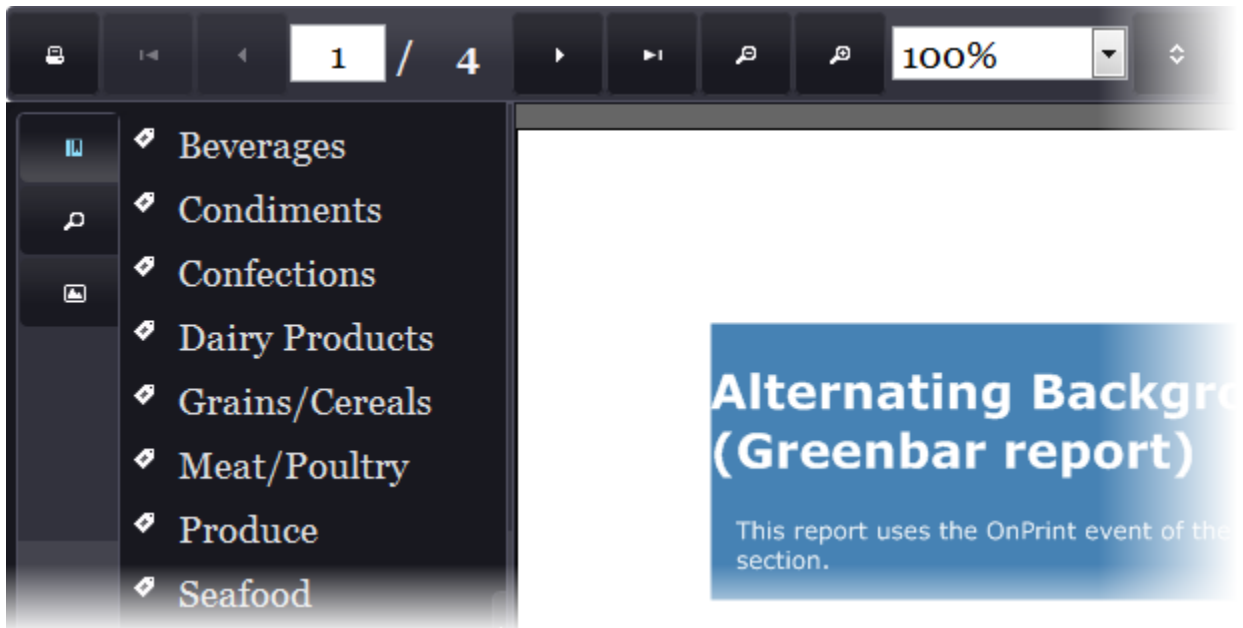 1 / 4 100%
Beverages
Condiments
Confections
Dairy Products
Grains/Cereals
Meat/Poultry
Produce
Seafood
Alternating Backgro
(Greenbar report)
This report uses the OnPrint event of the
section.